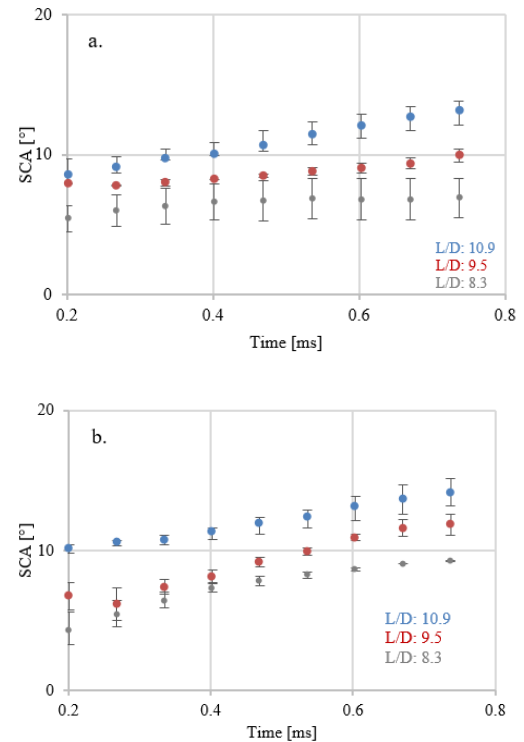 a.
20
10
0
SCA [°]
L/D: 10.9
L/D: 9.5
L/D: 8.3
0.2 0.4 0.6 0.8
Time [ms]
b.
20
10
0
SCA [°]
L/D: 10.9
L/D: 9.5
L/D: 8.3
0.2 0.4 0.6 0.8
Time [ms]